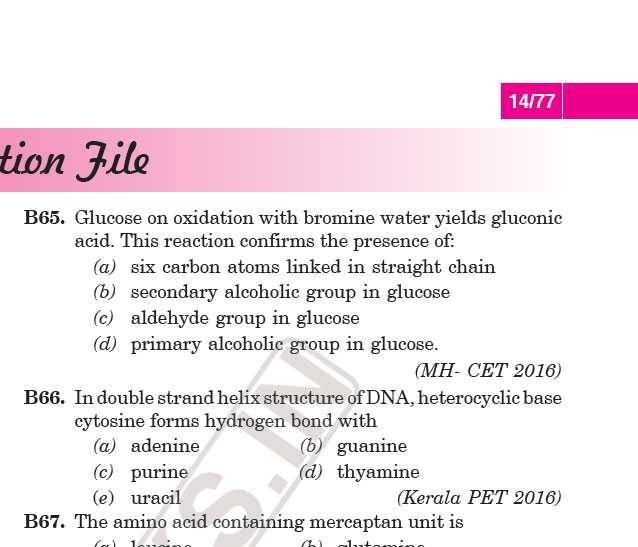 14/77
tion File
B65. Glucose on oxidation with bromine water yields gluconic
acid. This reaction confirms the presence of:
(a) six carbon atoms linked in straight chain
(b) secondary alcoholic group in glucose
(c) aldehyde group in glucose
(d) primary alcoholic group in glucose.
(MH- CET 2016)
B66. In double strand helix structure of DNA, heterocyclic base
cytosine forms hydrogen bond with
(a) adenine (b) guanine
(c) purine (d) thyamine
(e) uracil (Kerala PET 2016)
B67. The amino acid containing mercaptan unit is
(a) leucine (b) glutamine
S.IN